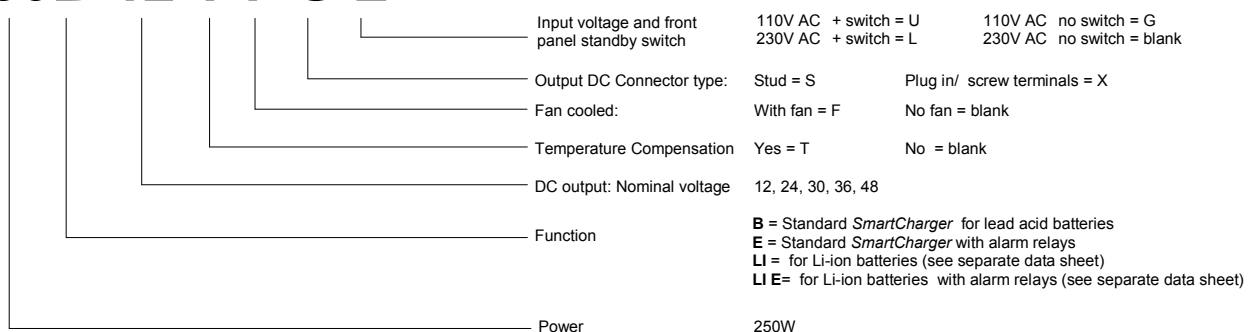 Input voltage and front 110V AC + switch = U 110V AC no switch = G
panel standby switch 230V AC + switch = L 230V AC no switch = blank
Output DC Connector type: Stud = S Plug in/ screw terminals = X
Fan cooled: With fan = F No fan = blank
Temperature Compensation Yes = T No = blank
DC output: Nominal voltage 12, 24, 30, 36, 48
Function B = Standard SmartCharger for lead acid batteries
E = Standard SmartCharger with alarm relays
LI = for Li-ion batteries (see separate data sheet)
LI E= for Li-ion batteries with alarm relays (see separate data sheet)
Power 250W